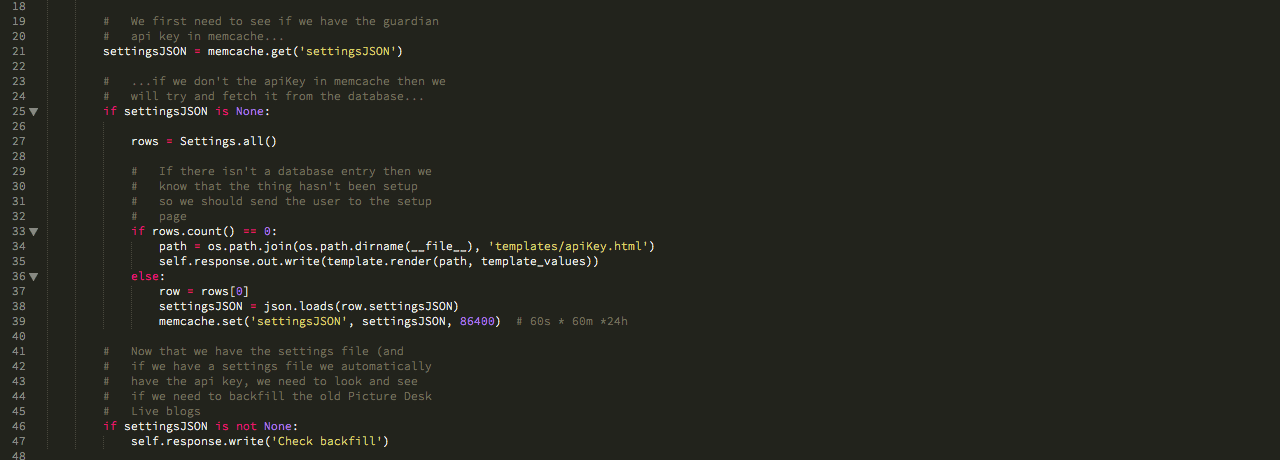 18
19 # We first need to see if we have the guardian
20 # api key in memcache...
21 settingsJSON = memcache.get('settingsJSON')
22
23 # ...if we don't the apiKey in memcache then we
24 # will try and fetch it from the database...
25 if settingsJSON is None:
26
27 rows = Settings.all()
28
29 # If there isn't a database entry then we
30 # know that the thing hasn't been setup
31 # so we should send the user to the setup
32 # page
33 if rows.count() == 0:
34 path = os.path.join(os.path.dirname(__file__), 'templates/apiKey.html')
35 self.response.out.write(template.render(path, template_values))
36 else:
37 row = rows[0]
38 settingsJSON = json.loads(row.settingsJSON)
39 memcache.set('settingsJSON', settingsJSON, 86400) # 60s * 60m *24h
40
41 # Now that we have the settings file (and
42 # if we have a settings file we automatically
43 # have the api key, we need to look and see
44 # if we need to backfill the old Picture Desk
45 # Live blogs
46 if settingsJSON is not None:
47 self.response.write('Check backfill')
48